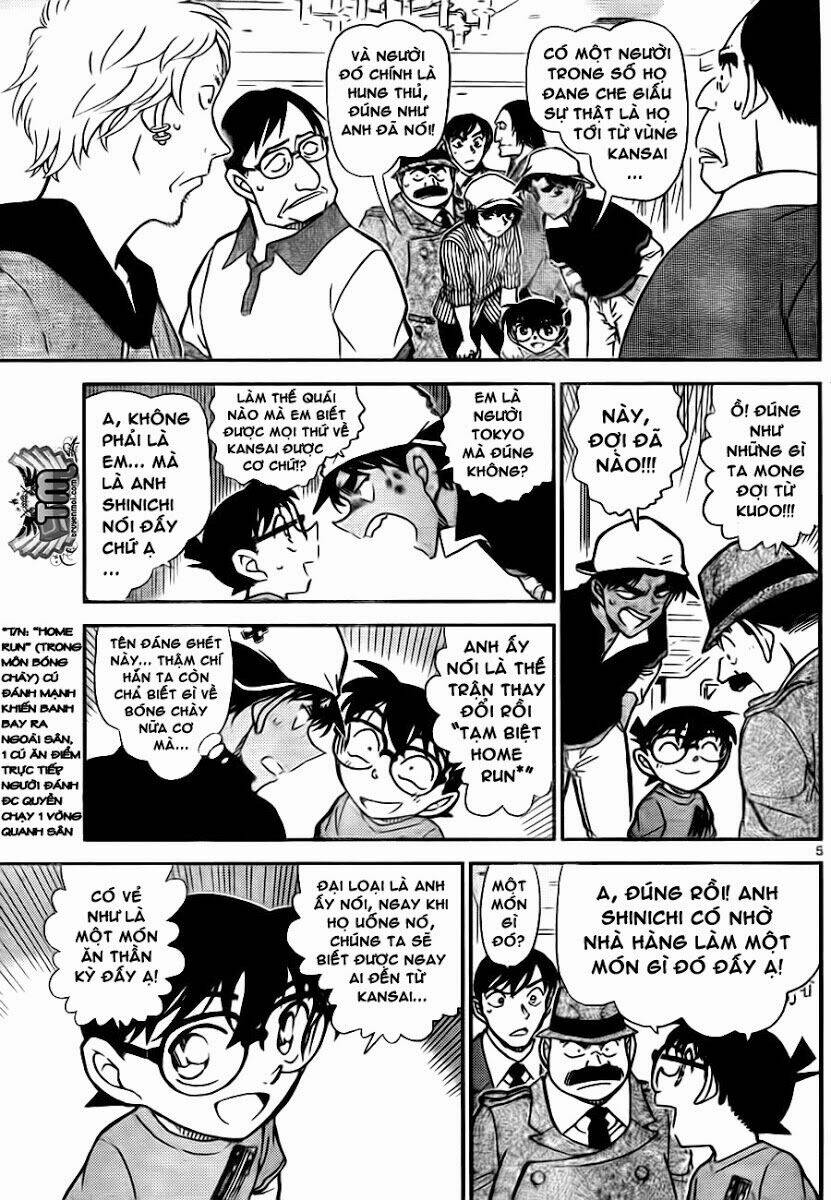 CÓ MỘT NGƯỜI
TRONG SỐ HỌ
ĐANG CHE GIẤU
SỰ THẬT LÀ HỌ
TỚI TỪ VÙNG
KANSAI
...
VÀ NGƯỜI
ĐÓ CHÍNH LÀ
HUNG THỦ,
ĐÚNG NHƯ
ANH ĐÃ NÓI!
Ồ! ĐÚNG
NHƯ
NHỮNG GÌ
TA MONG
ĐỢI TỪ
KUDO!!!
NÀY,
ĐỢI ĐÃ
NÀO!!!
EM LÀ
NGƯỜI
TOKYO
MÀ ĐÚNG
KHÔNG?
LÀM THẾ QUÁI
NÀO MÀ EM BIẾT
ĐƯỢC MỌI THỨ VỀ
KANSAI ĐƯỢC
CƠ CHỨ!?
A, KHÔNG
PHẢI LÀ
EM... MÀ
LÀ ANH
SHINICHI
NÓI ĐẤY
CHỨ Ạ
...
TM
truyenmoi.com
ANH ẤY
NÓI LÀ THẾ
TRẬN THAY
ĐỔI RỒI
"TẠM BIỆT
HOME
RUN*"
TÊN ĐÁNG GHÉT
NÀY... THẬM CHÍ
HẮN TA CÒN
CHẢ BIẾT GÌ VỀ
BÓNG CHÀY
NỮA CƠ
MÀ...
*T/N: "HOME
RUN" (TRONG
MÔN BÓNG
CHÀY) CÚ
ĐÁNH MẠNH
KHIẾN BANH
BAY RA
NGOÀI SÂN,
1 CÚ ĂN ĐIỂM
TRỰC TIẾP
NGƯỜI ĐÁNH
ĐC QUYỀN
CHẠY 1 VÒNG
QUANH SÂN
5
A, ĐÚNG RỒI! ANH
SHINICHI CÓ NHỜ
NHÀ HÀNG LÀM MỘT
MÓN GÌ ĐÓ ĐẤY Ạ!
MỘT
MÓN
GÌ
ĐÓ?
ĐẠI LOẠI LÀ ANH
ẤY NÓI, NGAY KHI
HỌ UỐNG NÓ,
CHÚNG TA SẼ
BIẾT ĐƯỢC NGAY
AI ĐẾN TỪ
KANSAI...
CÓ VẺ
NHƯ LÀ
MỘT MÓN
ĂN THẦN
KỲ ĐẤY Ạ!